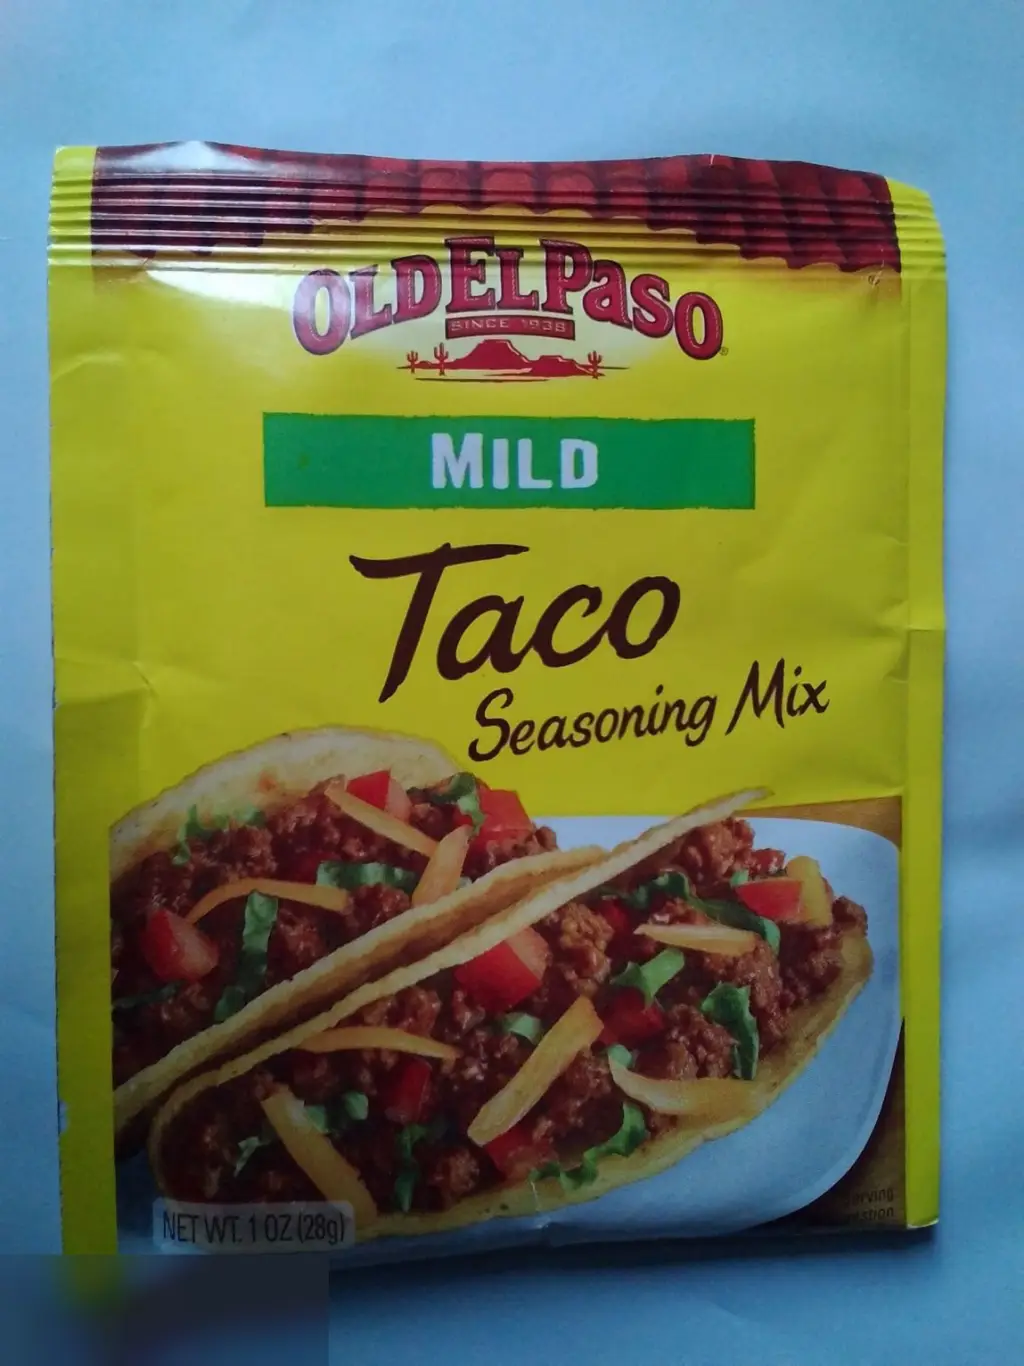 OLD EL PASO
SINCE 1938
MILD
Taco
Seasoning Mix
NET WT. 1 OZ (28g)